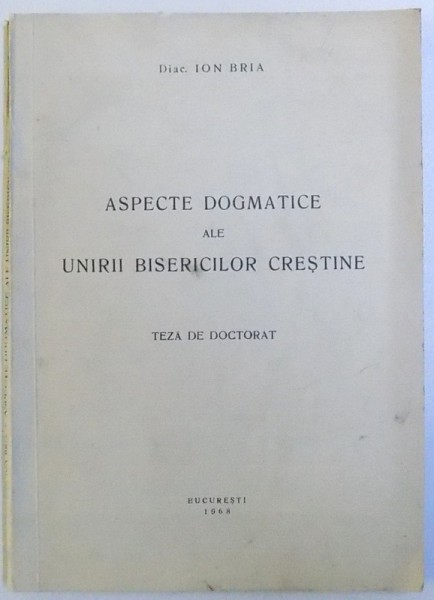 Diac. ION BRIA
ASPECTE DOGMATICE
ALE
UNIRII BISERICILOR CREȘTINE
TEZA DE DOCTORAT
BUCUREȘTI
1968